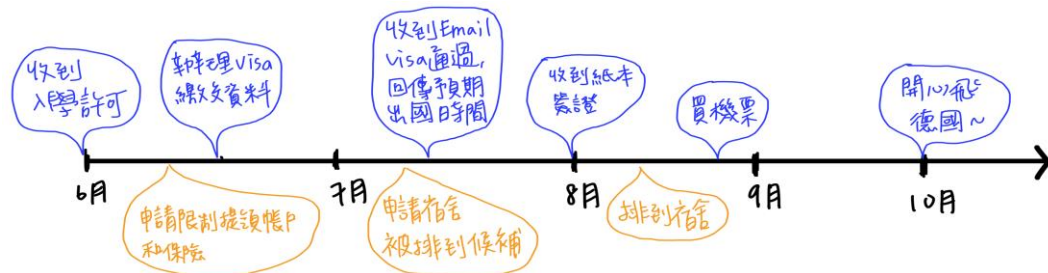 收到
入學許可
辦理visa
繳交資料
收到Email
visa通過,
回傳預期
出國時間
收到紙本
簽證
買機票
開心飛
德國~
6月
7月
8月
9月
10月
申請限制提領帳戶
和保險
申請宿舍
被排到候補
排到宿舍